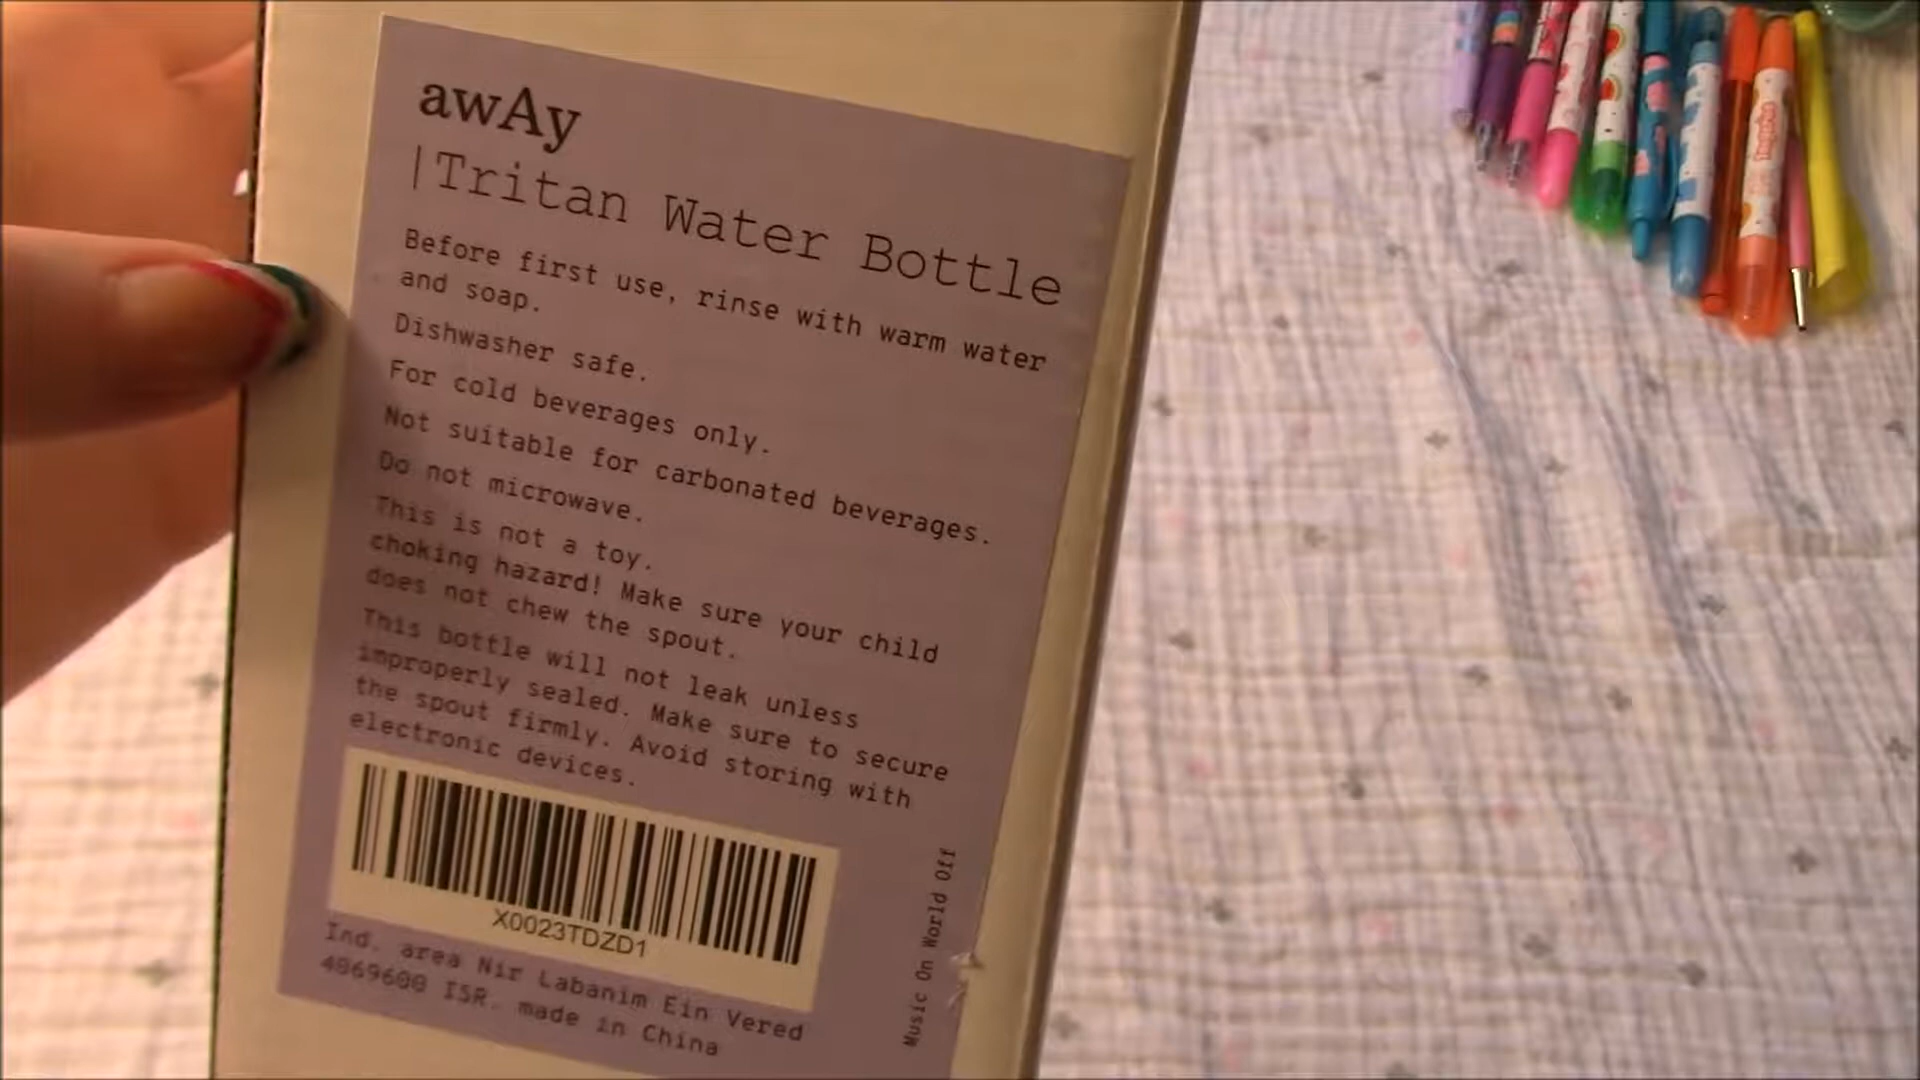 awAy
|Tritan Water Bottle
Before first use, rinse with warm water
and soap.
Dishwasher safe.
For cold beverages only.
Not suitable for carbonated beverages.
Do not microwave.
This is not a toy.
choking hazard! Make sure your child
does not chew the spout.
This bottle will not leak unless
improperly sealed. Make sure to secure
the spout firmly. Avoid storing with
electronic devices.
X0023TDZD1
Ind. area Nir Labanim Ein Vered
4069600 ISR. made in China
Music On World Off